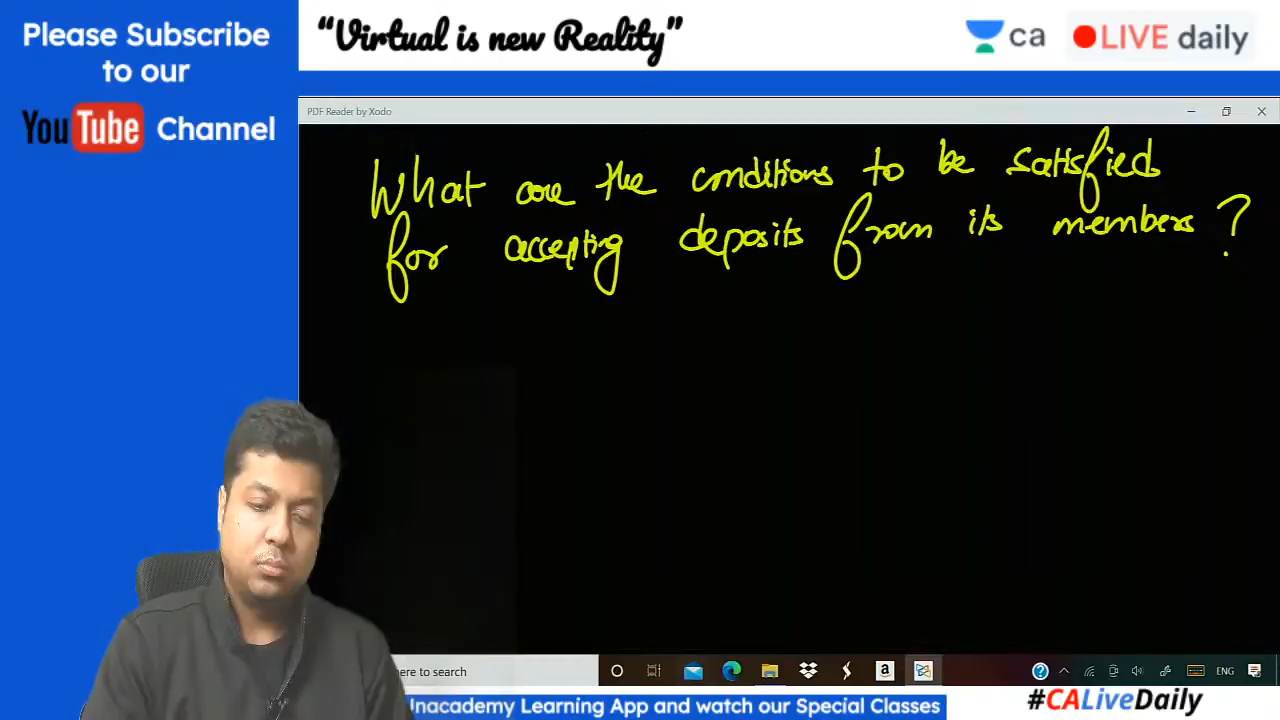 Please Subscribe
to our
YouTube Channel
“Virtual is new Reality”
ca LIVE daily
PDF Reader by Xodo
What are the conditions to be satisfied
for accepting deposits from its members?
here to search
ENG
Unacademy Learning App and watch our Special Classes
#CALiveDaily